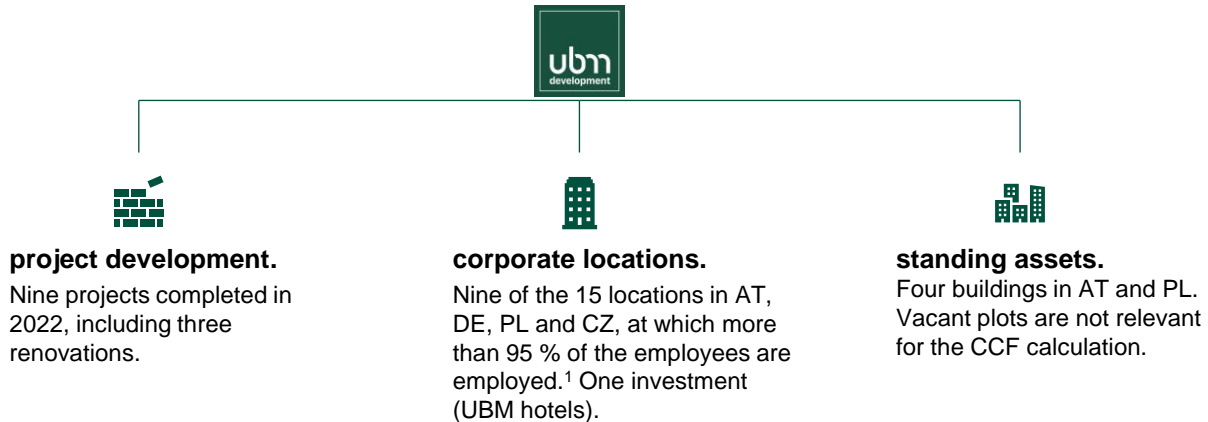 ubm
development
project development.
Nine projects completed in
2022, including three
renovations.
corporate locations.
Nine of the 15 locations in AT,
DE, PL and CZ, at which more
than 95 % of the employees are
employed.¹ One investment
(UBM hotels).
standing assets.
Four buildings in AT and PL.
Vacant plots are not relevant
for the CCF calculation.